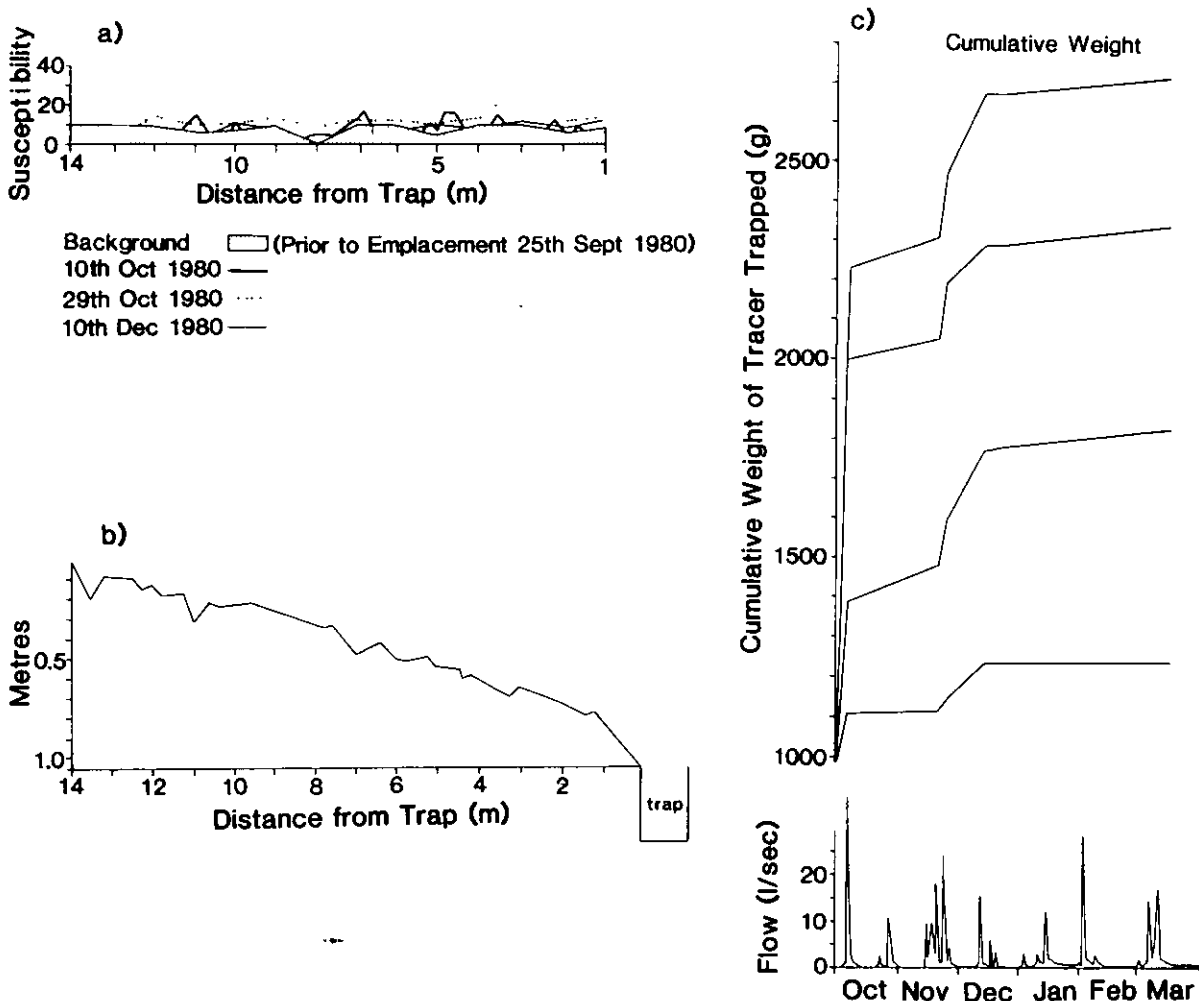 a)
Susceptibility
40
20
0
14
10
5
1
Distance from Trap (m)
Background (Prior to Emplacement 25th Sept 1980)
10th Oct 1980
29th Oct 1980
10th Dec 1980
b)
Metres
0.5
1.0
14 12 10 8 6 4 2
Distance from Trap (m)
trap
c)
Cumulative Weight
Cumulative Weight of Tracer Trapped (g)
2500
2000
1500
1000
Flow (l/sec)
20
10
0
Oct Nov Dec Jan Feb Mar